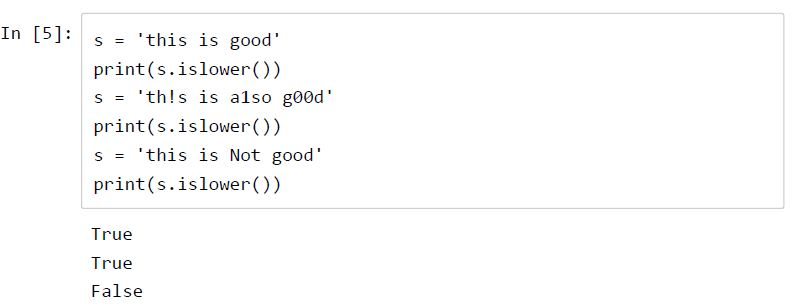 In [5]:
s = 'this is good'
print(s.islower())
s = 'th!s is a1so g00d'
print(s.islower())
s = 'this is Not good'
print(s.islower())
True
True
False